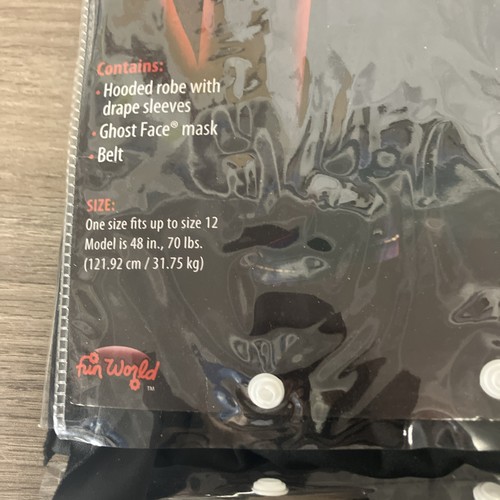 Contains:
• Hooded robe with
drape sleeves
• Ghost Face® mask
• Belt
SIZE:
One size fits up to size 12
Model is 48 in., 70 lbs.
(121.92 cm / 31.75 kg)
fun World
TM